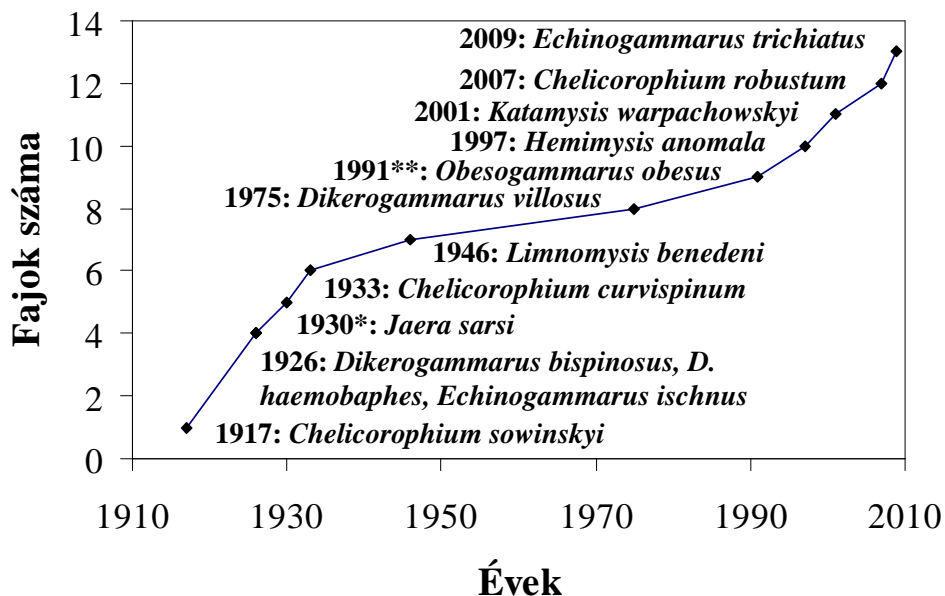 14
12
10
8
6
4
2
0
Fajok száma
2009: Echinogammarus trichiatus
2007: Chelicorophium robustum
2001: Katamysis warpachowskyi
1997: Hemimysis anomala
1991**: Obesogammarus obesus
1975: Dikerogammarus villosus
1946: Limnomysis benedeni
1933: Chelicorophium curvispinum
1930*: Jaera sarsi
1926: Dikerogammarus bispinosus, D.
haemobaphes, Echinogammarus ischnus
1917: Chelicorophium sowinskyi
1910 1930 1950 1970 1990 2010
Évek